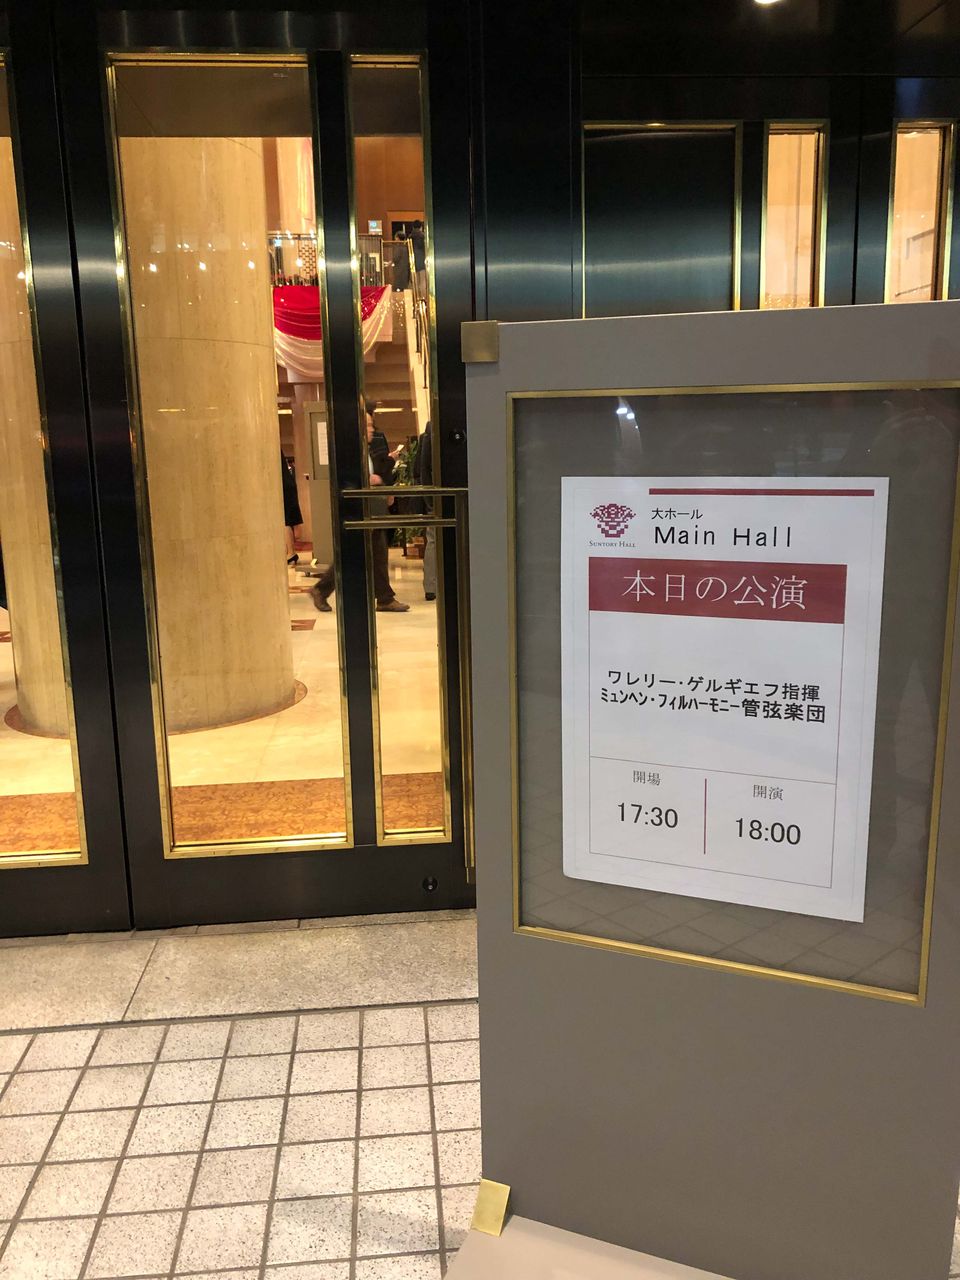 大ホール
SUNTORY HALL
Main Hall
本日の公演
ワレリー・ゲルギエフ指揮
ミュンヘン・フィルハーモニー管弦楽団
開場
17:30
開演
18:00